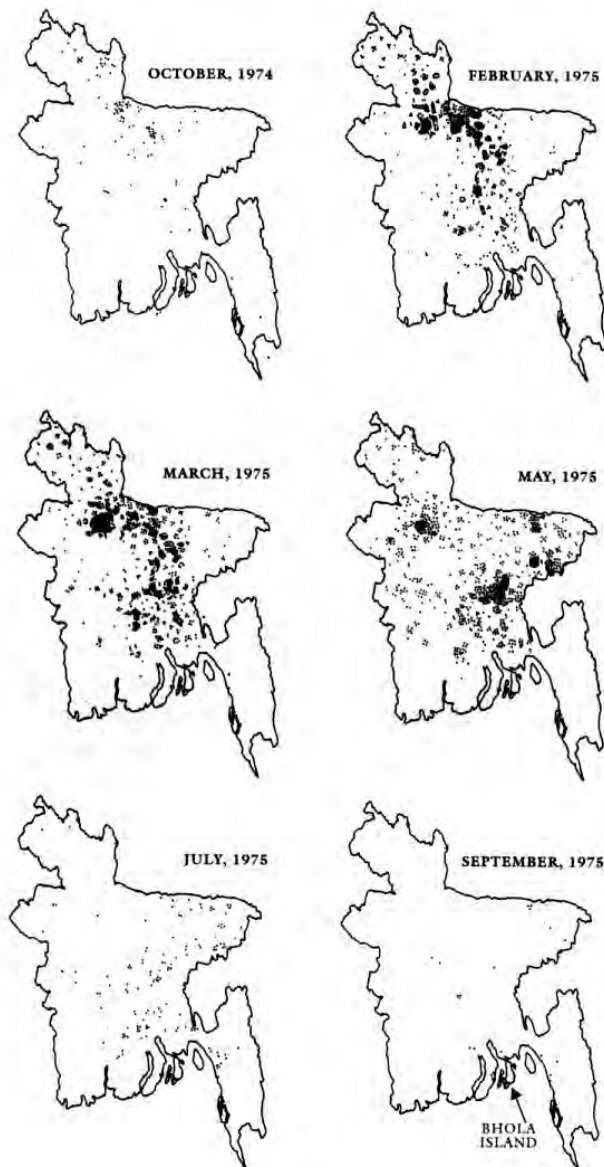 OCTOBER, 1974
FEBRUARY, 1975
MARCH, 1975
MAY, 1975
JULY, 1975
SEPTEMBER, 1975
BHOLA
ISLAND